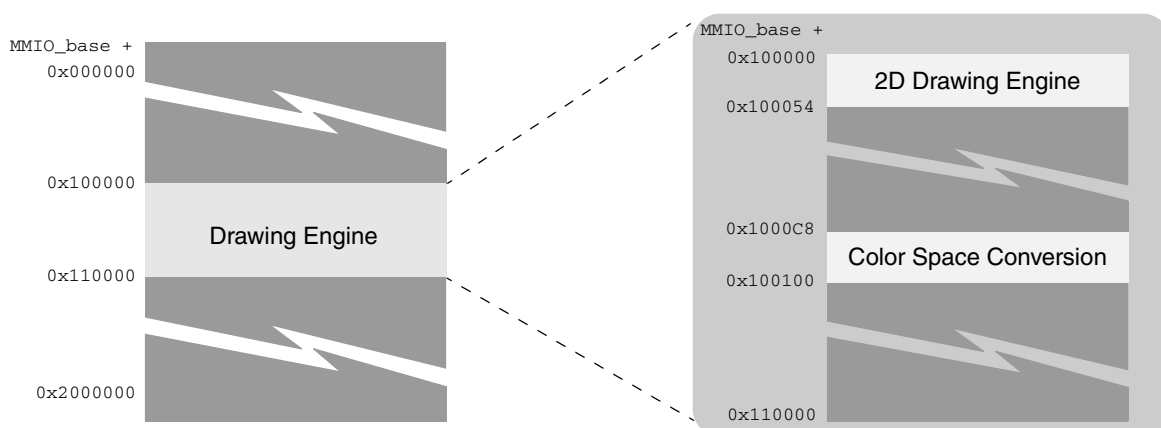 MMIO_base +
0x000000
0x100000
Drawing Engine
0x110000
0x2000000
MMIO_base +
0x100000
2D Drawing Engine
0x100054
0x1000C8
Color Space Conversion
0x100100
0x110000